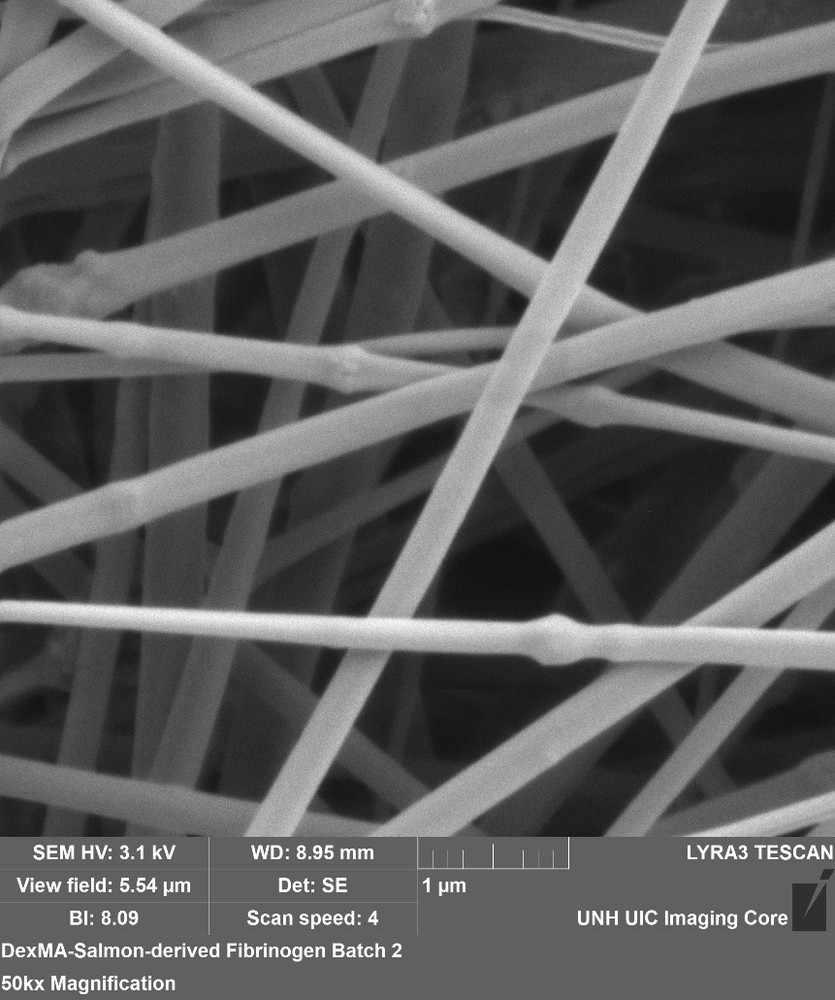 SEM HV: 3.1 kV WD: 8.95 mm LYRA3 TESCAN
View field: 5.54 µm Det: SE 1 µm
BI: 8.09 Scan speed: 4 UNH UIC Imaging Core
DexMA-Salmon-derived Fibrinogen Batch 2
50kx Magnification